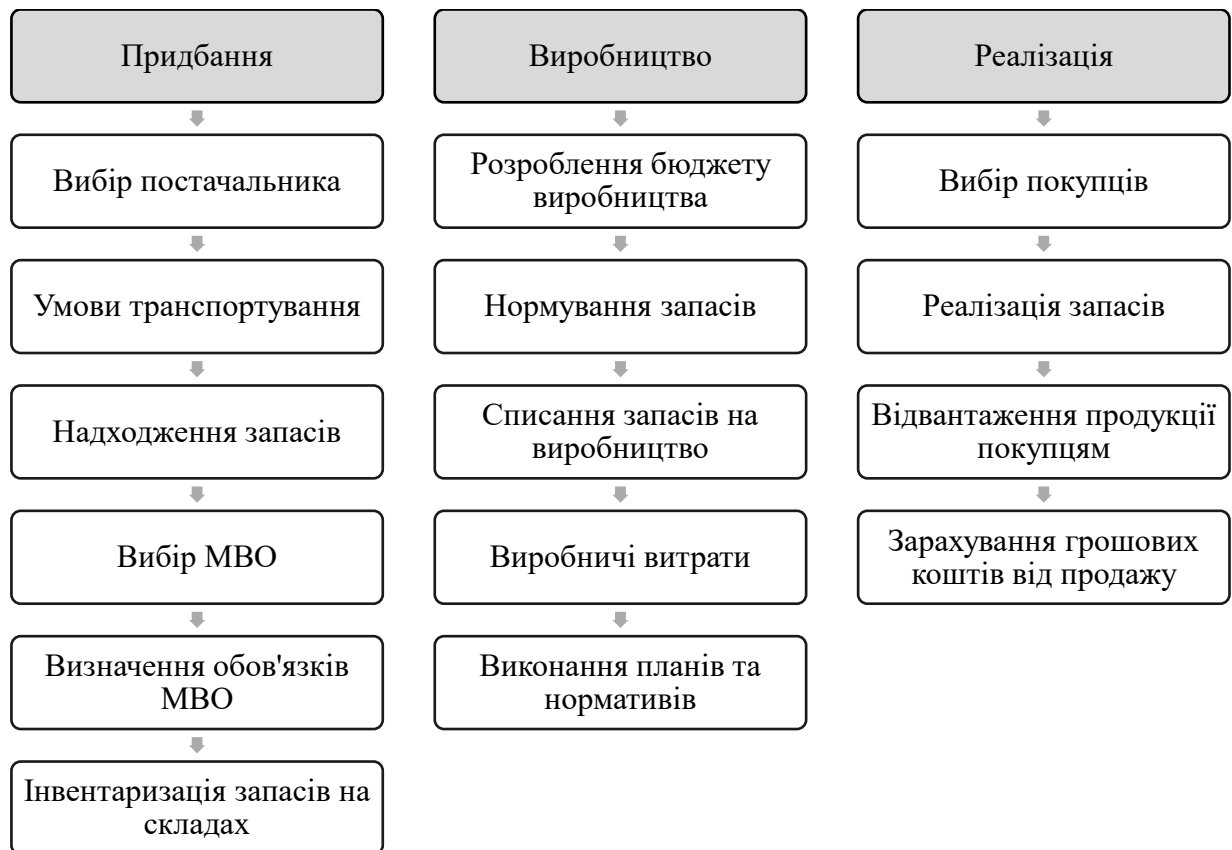 Придбання
Вибір постачальника
Умови транспортування
Надходження запасів
Вибір МВО
Визначення обов'язків
МВО
Інвентаризація запасів на
складах
Виробництво
Розроблення бюджету
виробництва
Нормування запасів
Списання запасів на
виробництво
Виробничі витрати
Виконання планів та
нормативів
Реалізація
Вибір покупців
Реалізація запасів
Відвантаження продукції
покупцям
Зарахування грошових
коштів від продажу